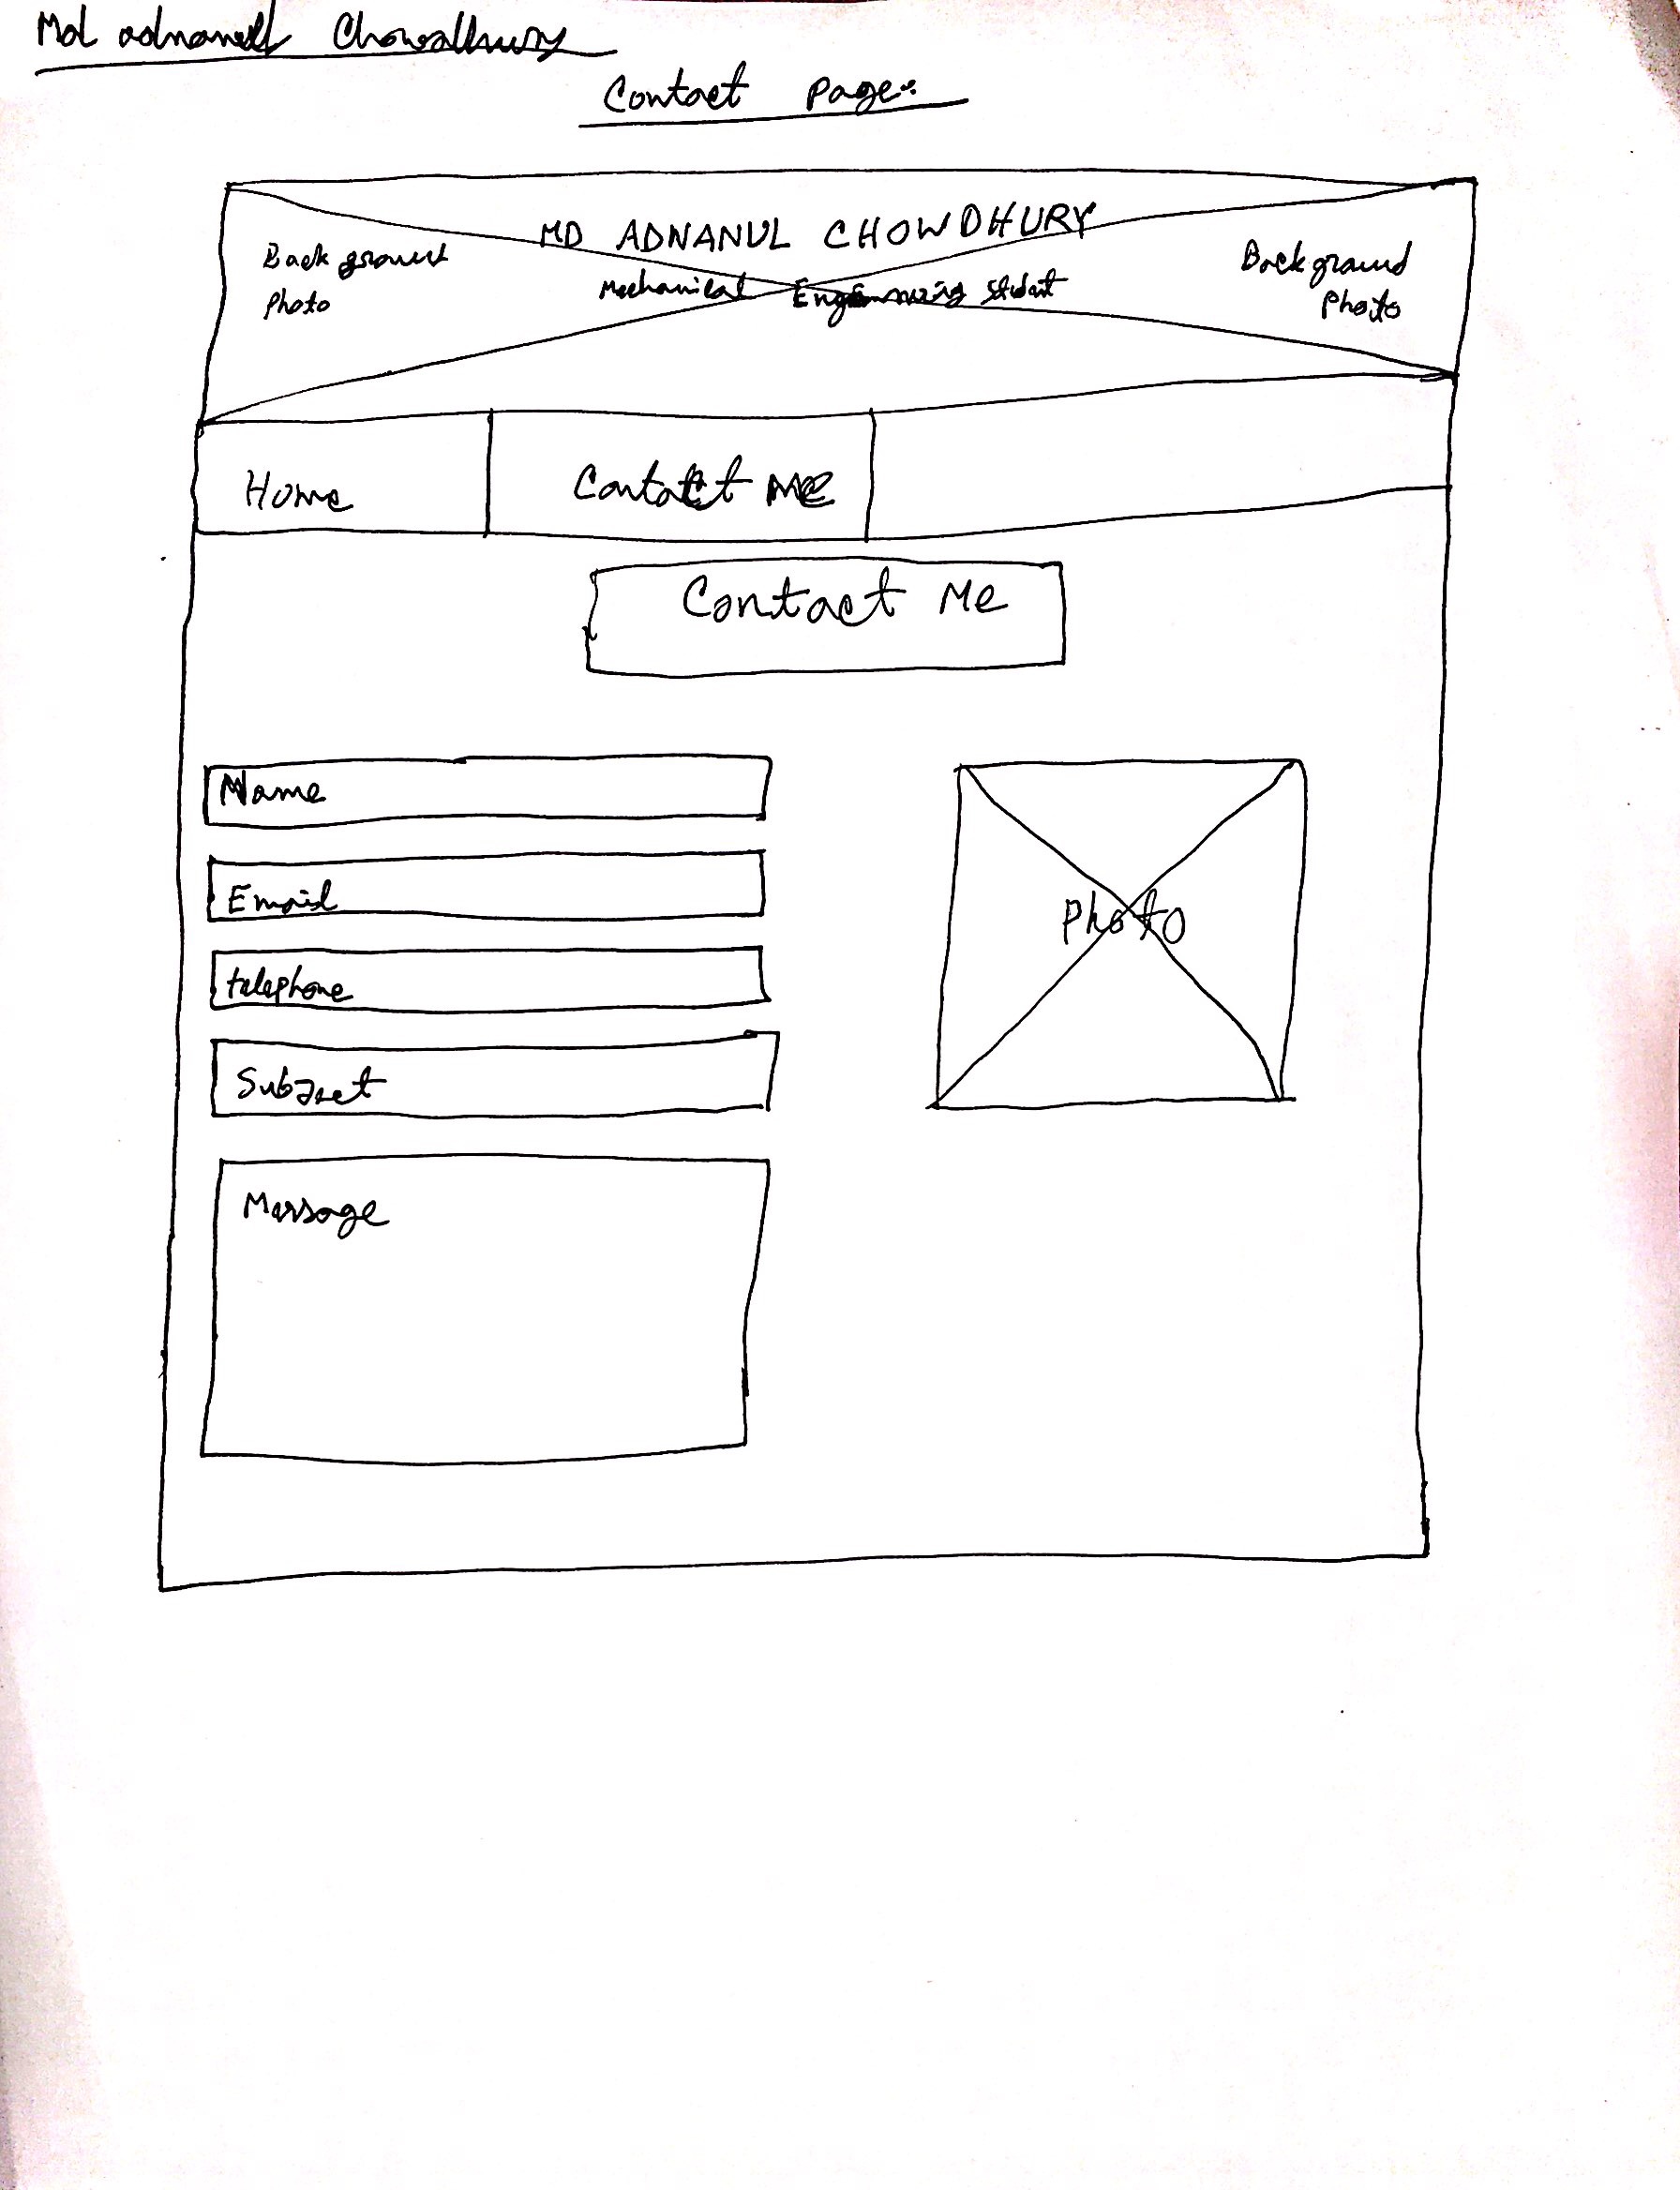 Md adnanul Chowdhury
Contact Page:
MD ADNANUL CHOWDHURY
Background Photo
Mechanical Engineering Student
Background Photo
Home
Contact Me
Contact Me
Name
Email
telephone
Subject
Message
Photo